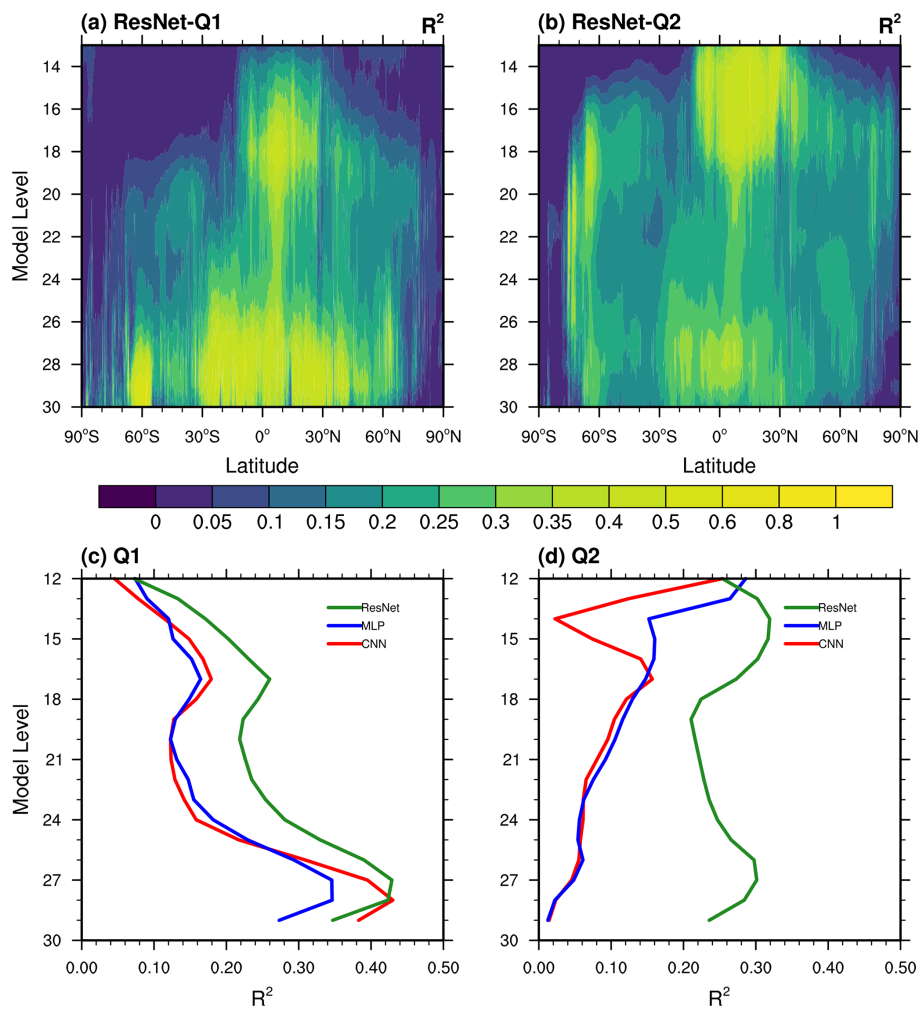 (a) ResNet-Q1 R²
(b) ResNet-Q2 R²
Model Level
14
16
18
20
22
24
26
28
30
90°S 60°S 30°S 0° 30°N 60°N 90°N
Latitude
14
16
18
20
22
24
26
28
30
90°S 60°S 30°S 0° 30°N 60°N 90°N
Latitude
0 0.05 0.1 0.15 0.2 0.25 0.3 0.35 0.4 0.5 0.6 0.8 1
(c) Q1
Model Level
12
15
18
21
24
27
30
ResNet
MLP
CNN
0.00 0.10 0.20 0.30 0.40 0.50
R²
(d) Q2
12
15
18
21
24
27
30
ResNet
MLP
CNN
0.00 0.10 0.20 0.30 0.40 0.50
R²